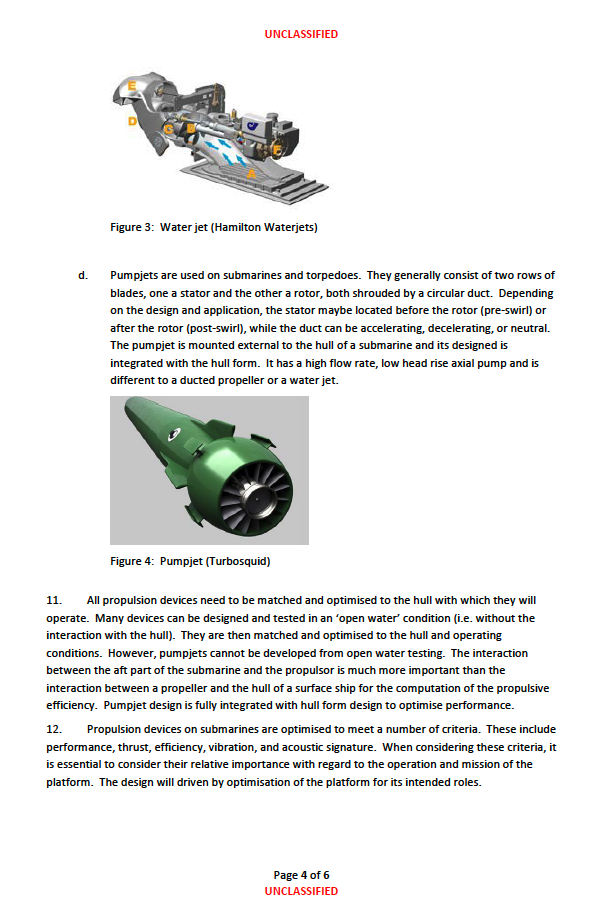 UNCLASSIFIED
E
D
C
B
F
A
Figure 3: Water jet (Hamilton Waterjets)
d. Pumpjets are used on submarines and torpedoes. They generally consist of two rows of
blades, one a stator and the other a rotor, both shrouded by a circular duct. Depending
on the design and application, the stator maybe located before the rotor (pre-swirl) or
after the rotor (post-swirl), while the duct can be accelerating, decelerating, or neutral.
The pumpjet is mounted external to the hull of a submarine and its designed is
integrated with the hull form. It has a high flow rate, low head rise axial pump and is
different to a ducted propeller or a water jet.
Figure 4: Pumpjet (Turbosquid)
11. All propulsion devices need to be matched and optimised to the hull with which they will
operate. Many devices can be designed and tested in an ‘open water’ condition (i.e. without the
interaction with the hull). They are then matched and optimised to the hull and operating
conditions. However, pumpjets cannot be developed from open water testing. The interaction
between the aft part of the submarine and the propulsor is much more important than the
interaction between a propeller and the hull of a surface ship for the computation of the propulsive
efficiency. Pumpjet design is fully integrated with hull form design to optimise performance.
12. Propulsion devices on submarines are optimised to meet a number of criteria. These include
performance, thrust, efficiency, vibration, and acoustic signature. When considering these criteria, it
is essential to consider their relative importance with regard to the operation and mission of the
platform. The design will driven by optimisation of the platform for its intended roles.
Page 4 of 6
UNCLASSIFIED